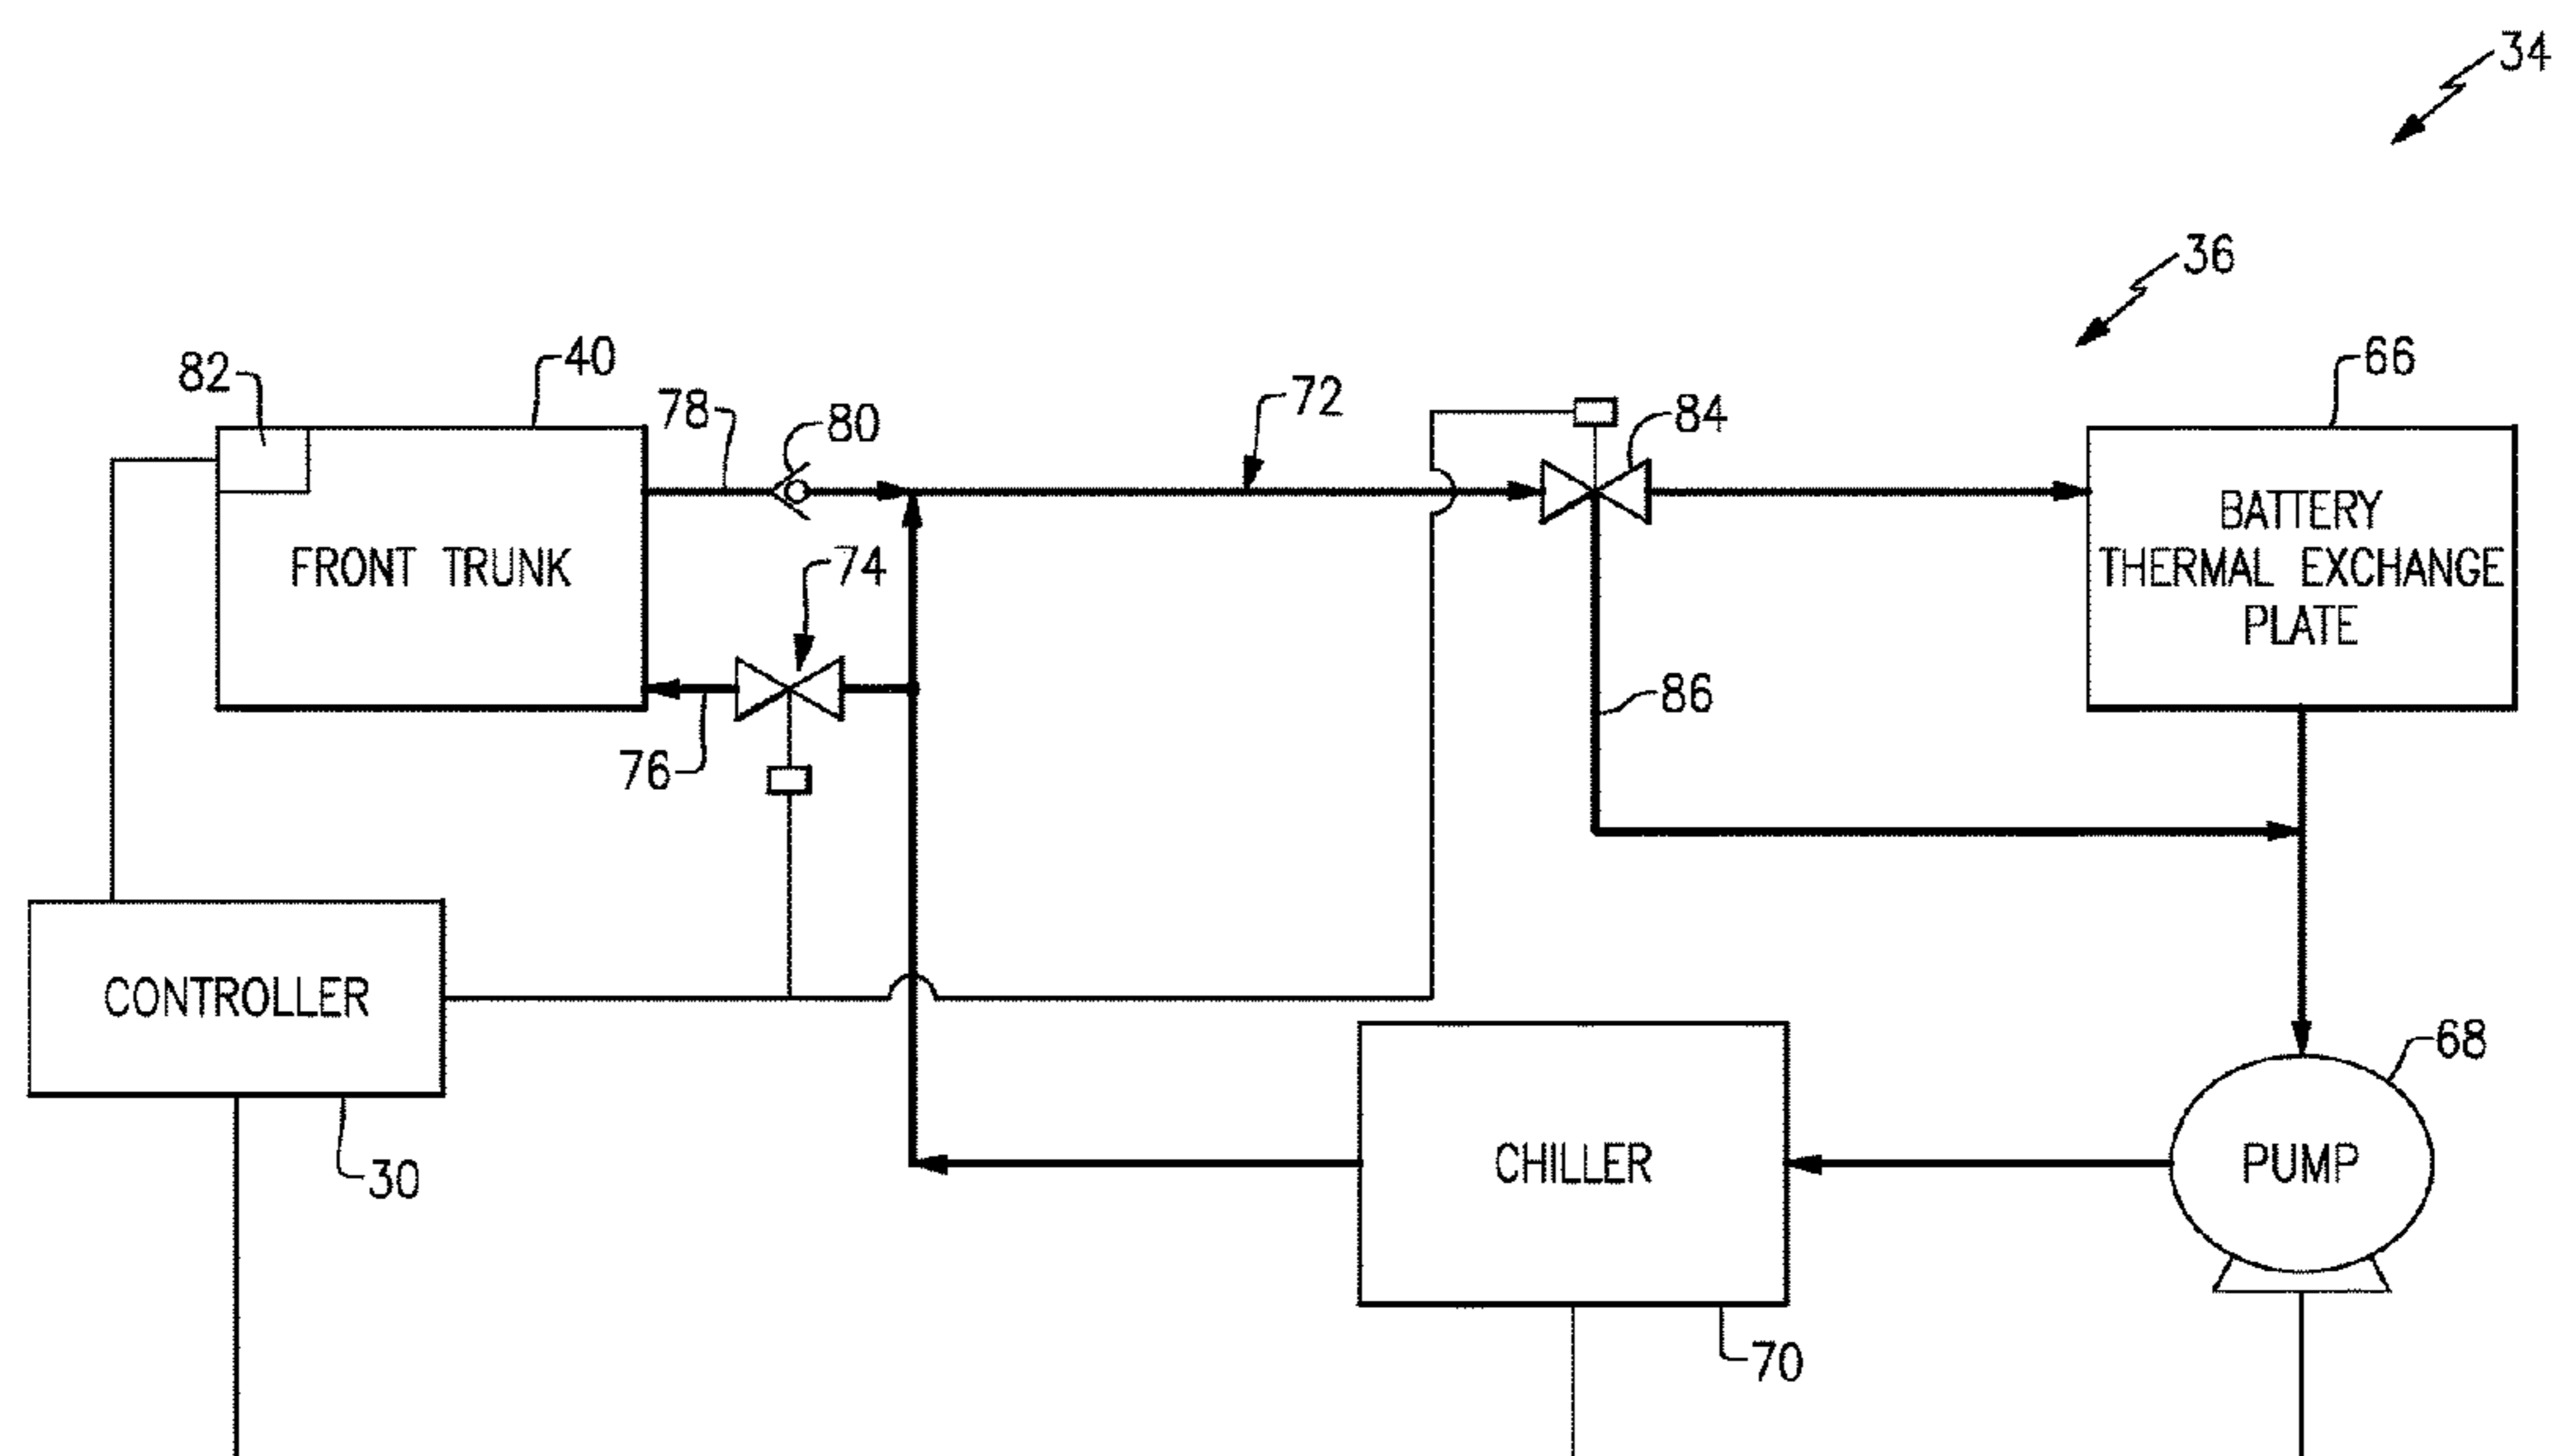 34
36
82
40
78
80
72
84
66
FRONT TRUNK
74
BATTERY
THERMAL EXCHANGE
PLATE
76
86
CONTROLLER
30
CHILLER
70
PUMP
68